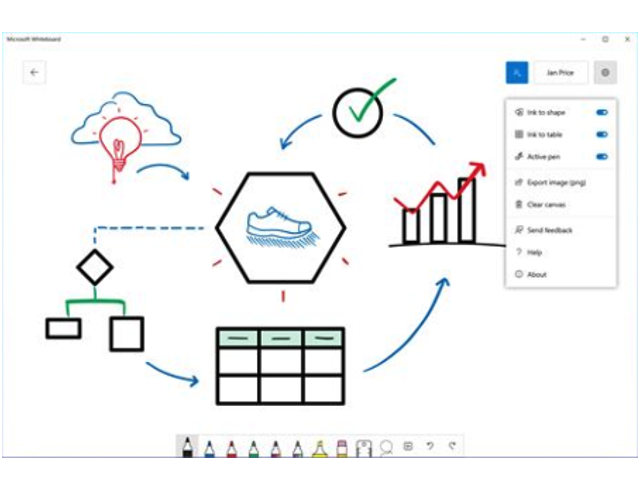 Microsoft Whiteboard
Jan Price
Ink to shape
Ink to table
Active pen
Export image (png)
Clear canvas
Send feedback
Help
About